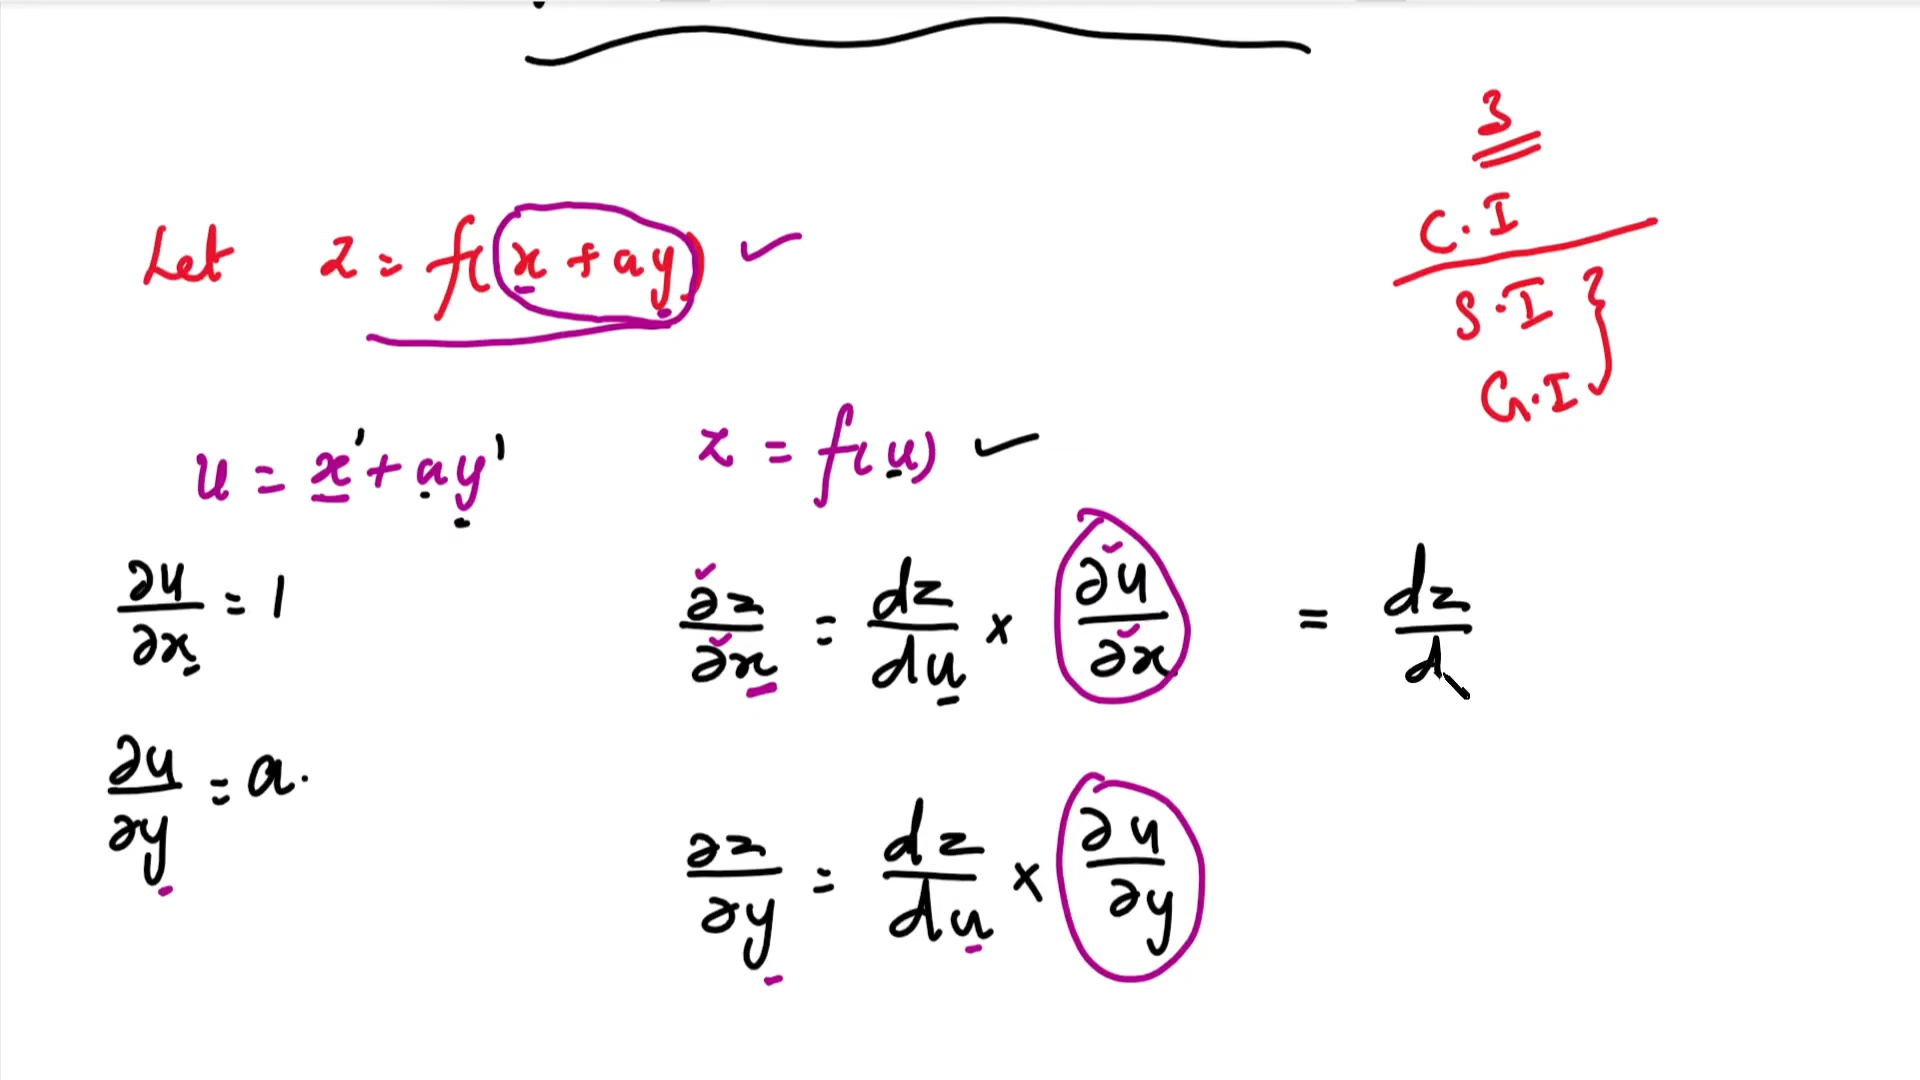 3
C.I
S.I
G.I
Let z = f(x + ay)
u = x' + ay'
z = f(u)
∂u/∂x = 1
∂z/∂x = dz/du × ∂u/∂x = dz/d
∂u/∂y = a.
∂z/∂y = dz/du × ∂u/∂y